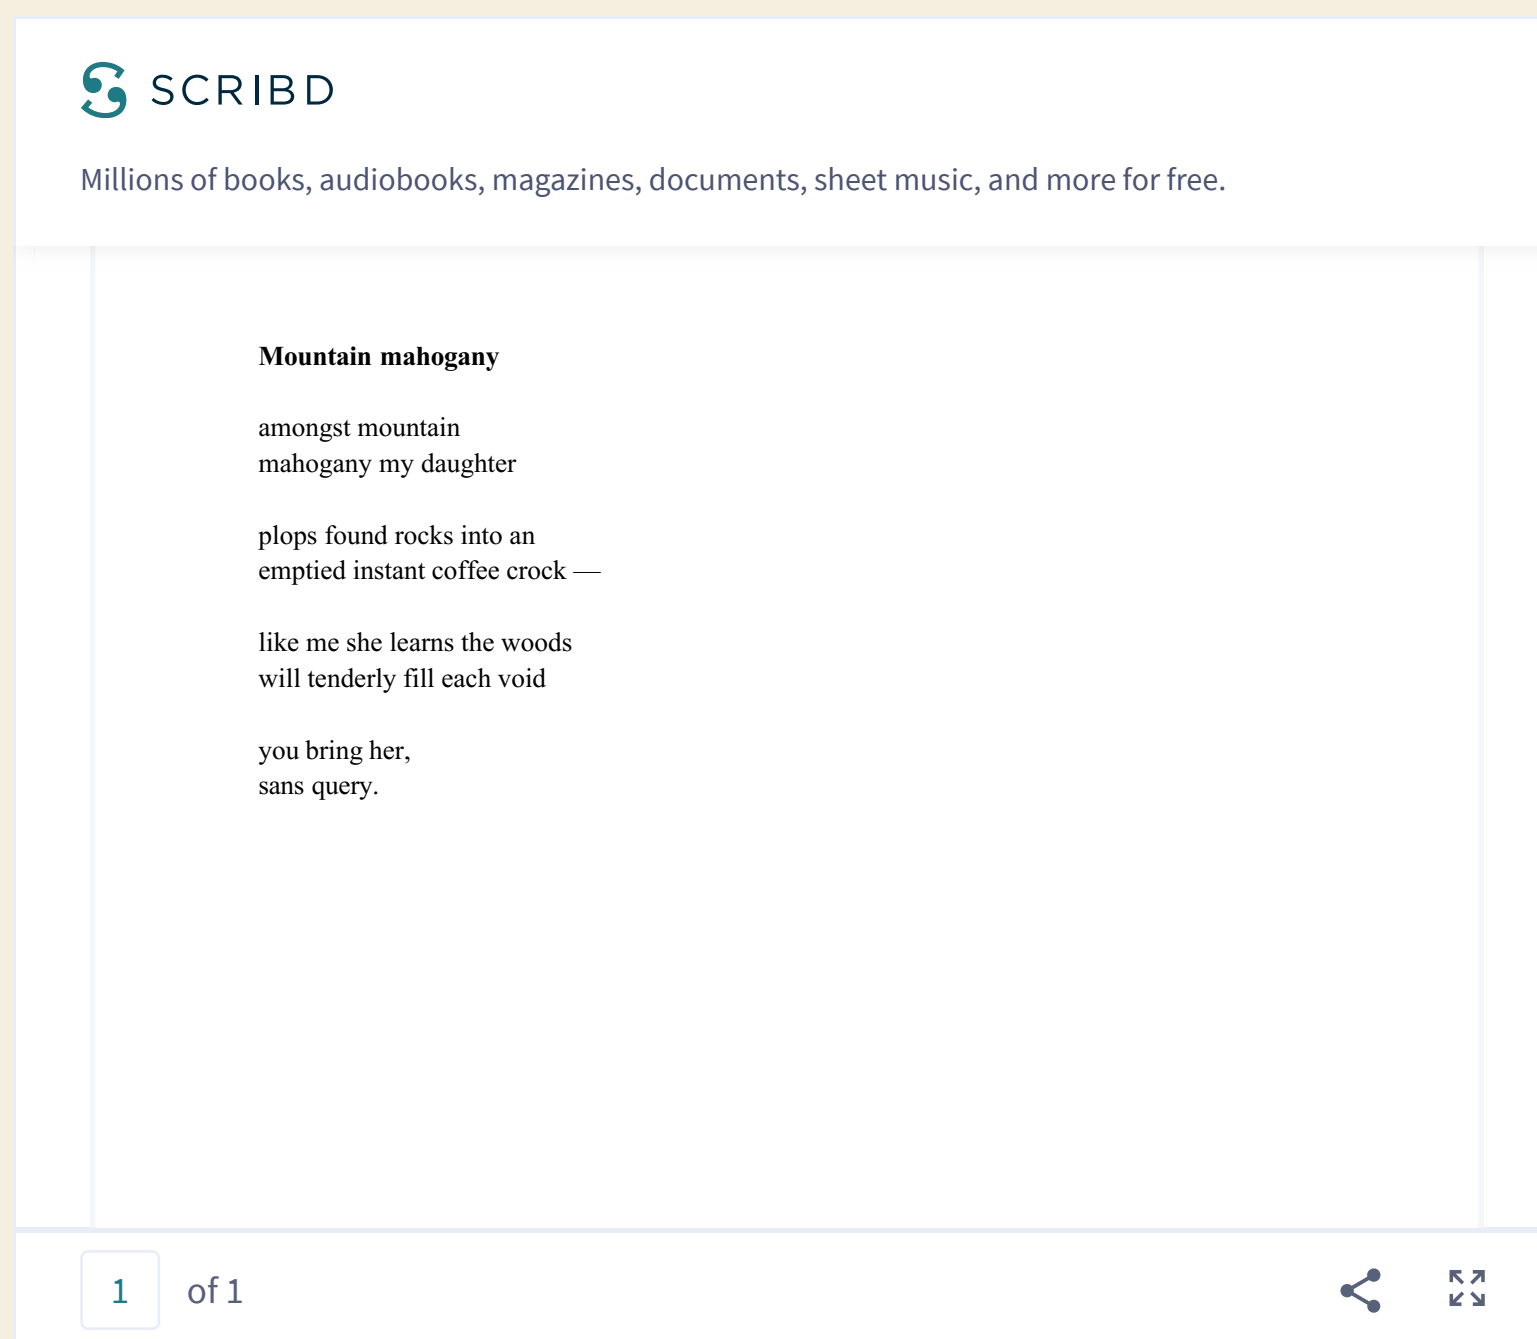 SCRIBD
Millions of books, audiobooks, magazines, documents, sheet music, and more for free.
Mountain mahogany
amongst mountain
mahogany my daughter
plops found rocks into an
emptied instant coffee crock —
like me she learns the woods
will tenderly fill each void
you bring her,
sans query.
1 of 1